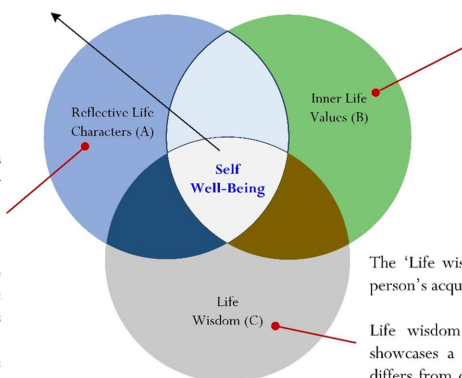 Reflective Life
Characters (A)
Inner Life
Values (B)
Self
Well-Being
Life
Wisdom (C)
The ‘Life wis
person’s acqu
Life wisdom
showcases a
differs from